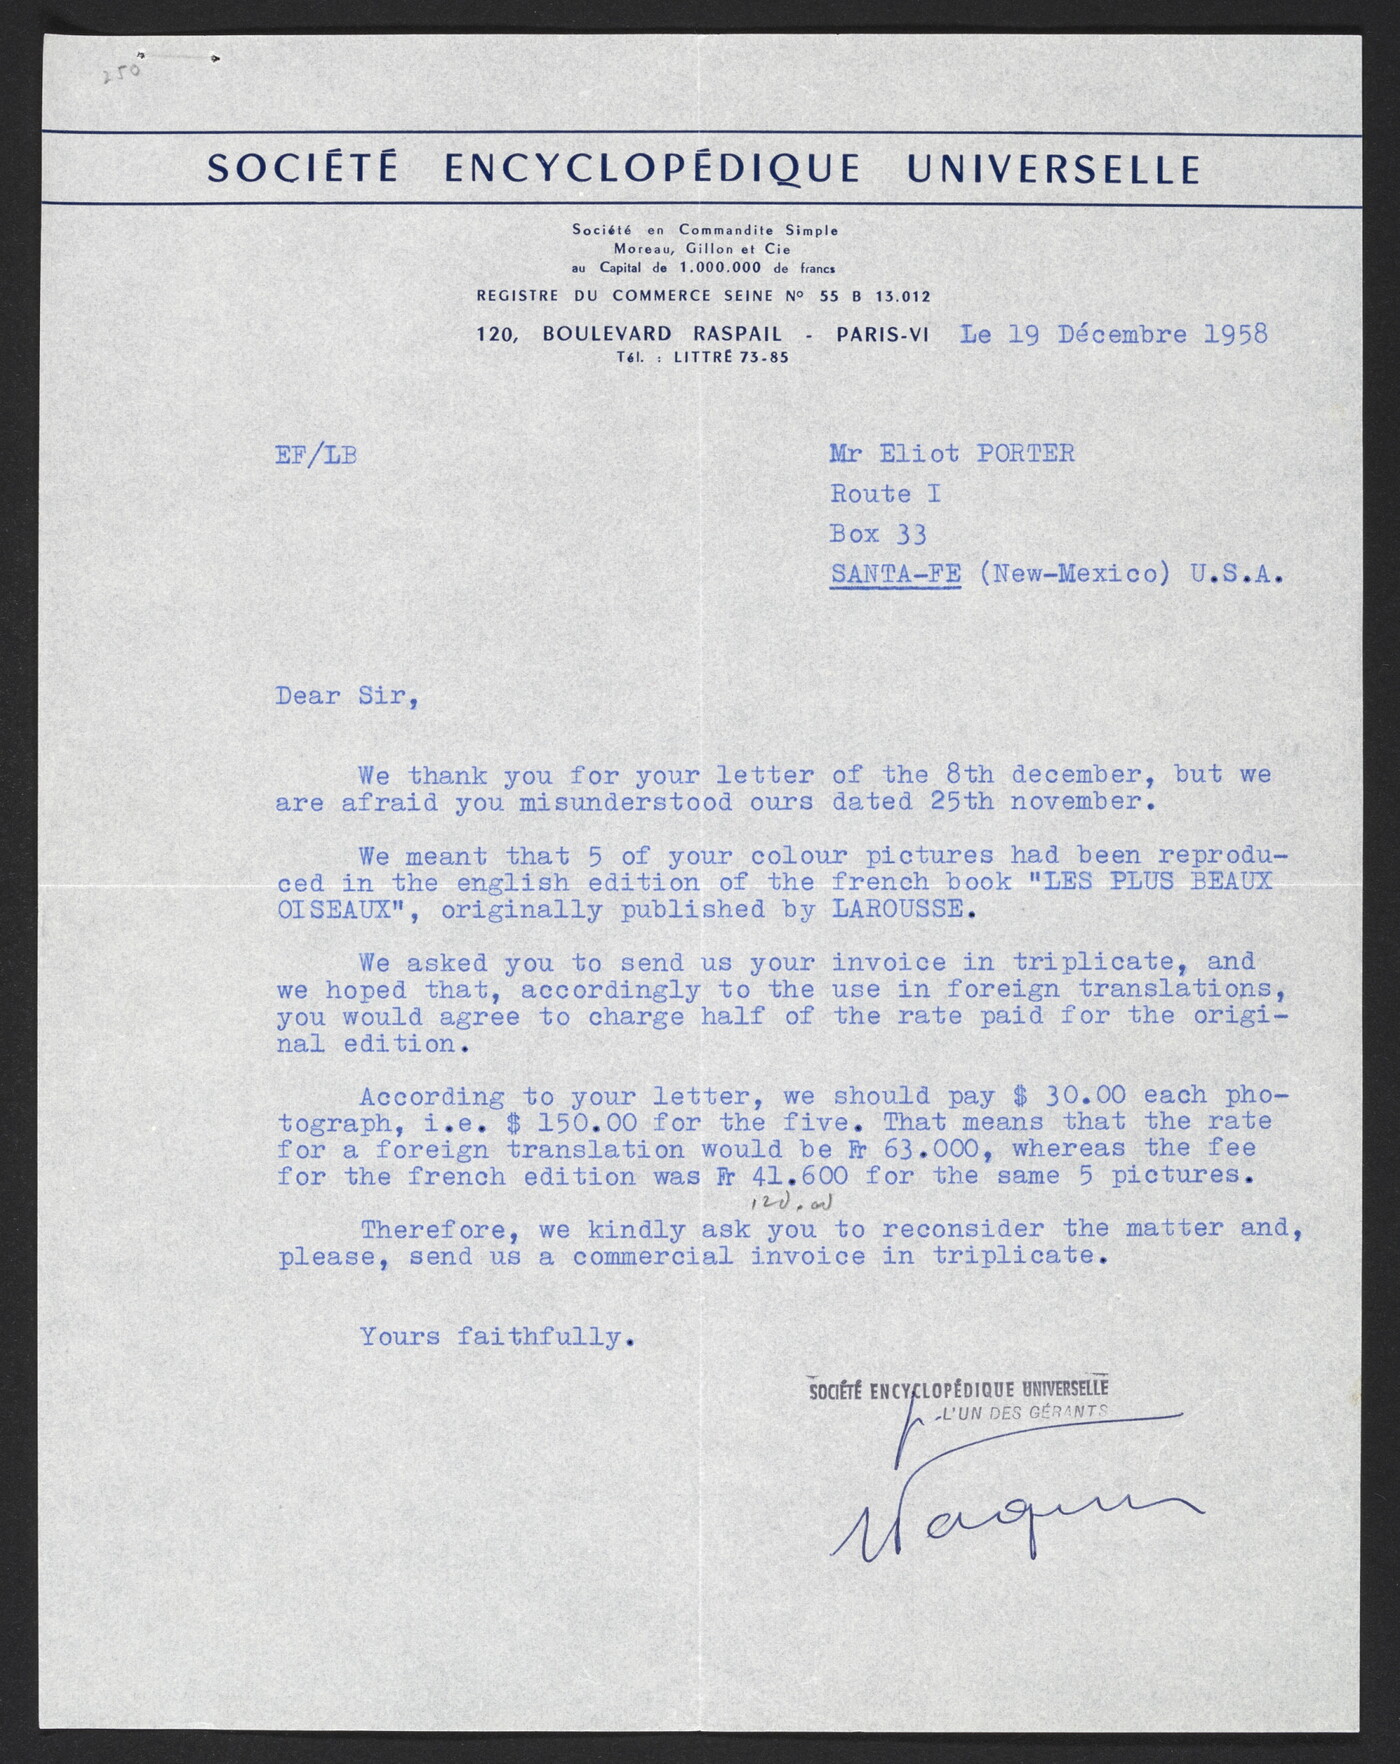 250
SOCIÉTÉ ENCYCLOPÉDIQUE UNIVERSELLE
Société en Commandite Simple
Moreau, Gillon et Cie
au Capital de 1.000.000 de francs
REGISTRE DU COMMERCE SEINE Nº 55 B 13.012
120, BOULEVARD RASPAIL - PARIS-VI Le 19 Décembre 1958
Tél. : LITTRÉ 73-85
EF/LB
Mr Eliot PORTER
Route I
Box 33
SANTA-FE (New-Mexico) U.S.A.
Dear Sir,
We thank you for your letter of the 8th december, but we
are afraid you misunderstood ours dated 25th november.
We meant that 5 of your colour pictures had been reprodu-
ced in the english edition of the french book "LES PLUS BEAUX
OISEAUX", originally published by LAROUSSE.
We asked you to send us your invoice in triplicate, and
we hoped that, accordingly to the use in foreign translations,
you would agree to charge half of the rate paid for the origi-
nal edition.
According to your letter, we should pay $ 30.00 each pho-
tograph, i.e. $ 150.00 for the five. That means that the rate
for a foreign translation would be Fr 63.000, whereas the fee
for the french edition was Fr 41.600 for the same 5 pictures.
120.00
Therefore, we kindly ask you to reconsider the matter and,
please, send us a commercial invoice in triplicate.
Yours faithfully.
SOCIÉTÉ ENCYCLOPÉDIQUE UNIVERSELLE
L'UN DES GÉRANTS